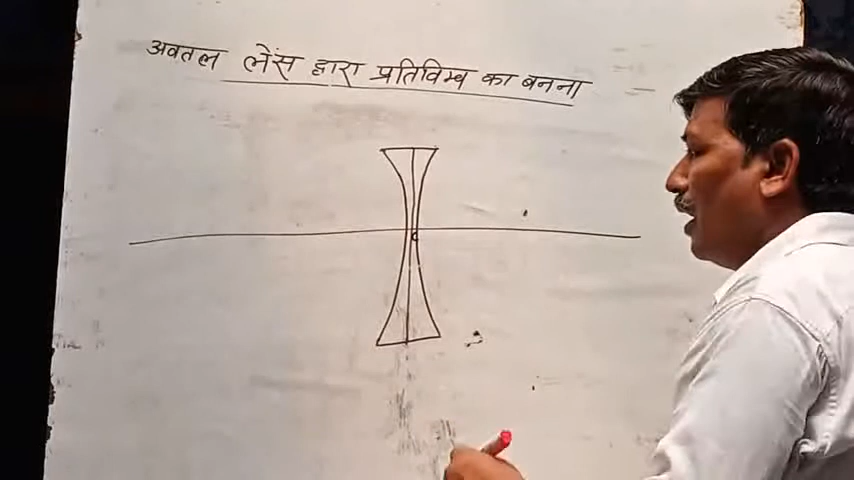 अवतल लेंस द्वारा प्रतिविम्ब का बनना
c